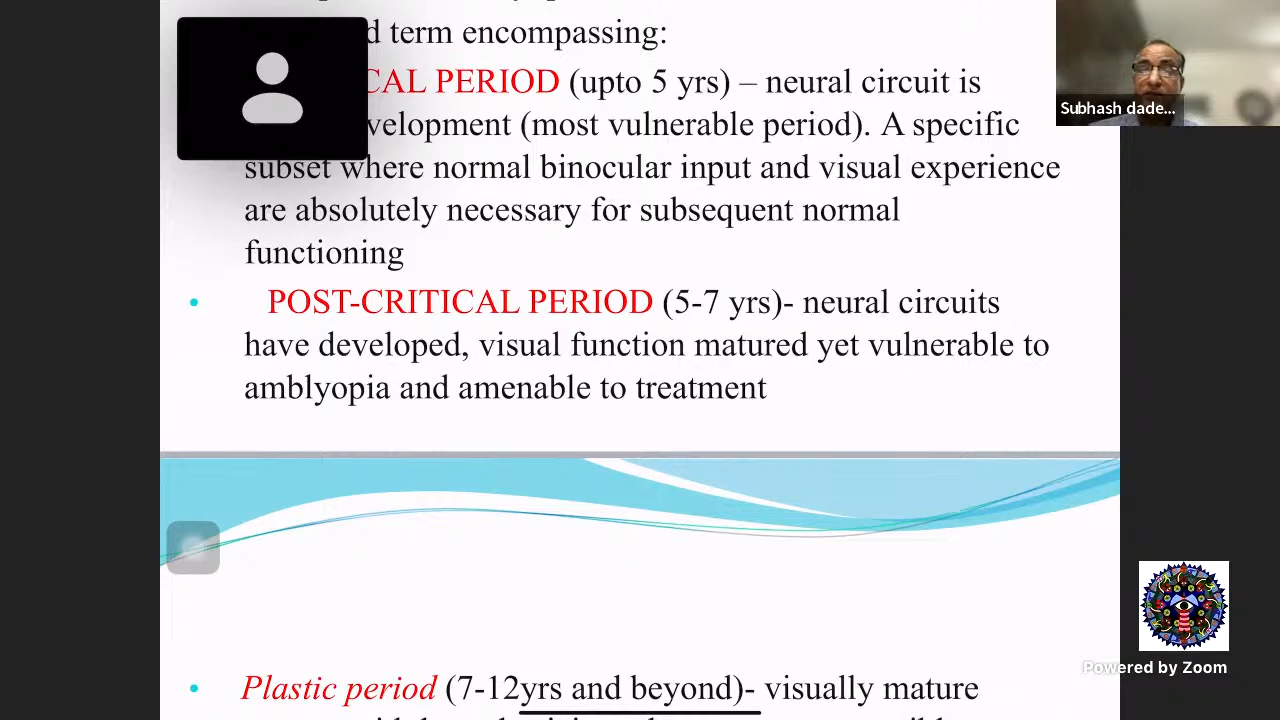 d term encompassing:
CAL PERIOD (upto 5 yrs) – neural circuit is
velopment (most vulnerable period). A specific
subset where normal binocular input and visual experience
are absolutely necessary for subsequent normal
functioning
• POST-CRITICAL PERIOD (5-7 yrs)- neural circuits
have developed, visual function matured yet vulnerable to
amblyopia and amenable to treatment
• Plastic period (7-12yrs and beyond)- visually mature
Subhash dade...
Powered by Zoom